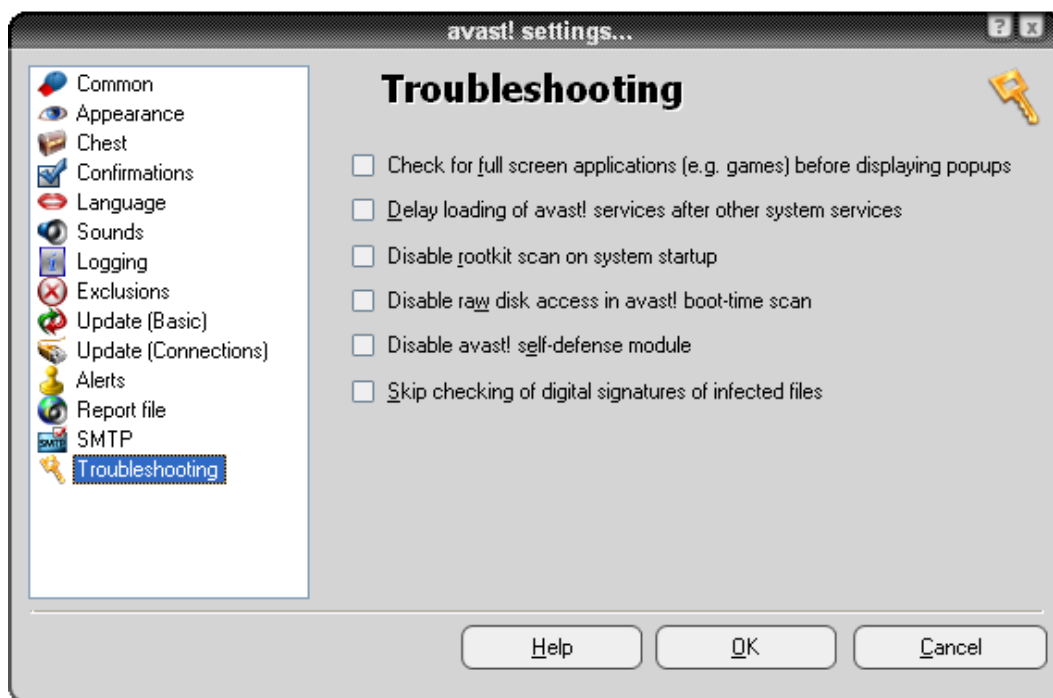 avast! settings...
? x
Common
Appearance
Chest
Confirmations
Language
Sounds
Logging
Exclusions
Update (Basic)
Update (Connections)
Alerts
Report file
SMTP
SMTP
Troubleshooting
Troubleshooting
Check for full screen applications (e.g. games) before displaying popups
Delay loading of avast! services after other system services
Disable rootkit scan on system startup
Disable raw disk access in avast! boot-time scan
Disable avast! self-defense module
Skip checking of digital signatures of infected files
Help
OK
Cancel